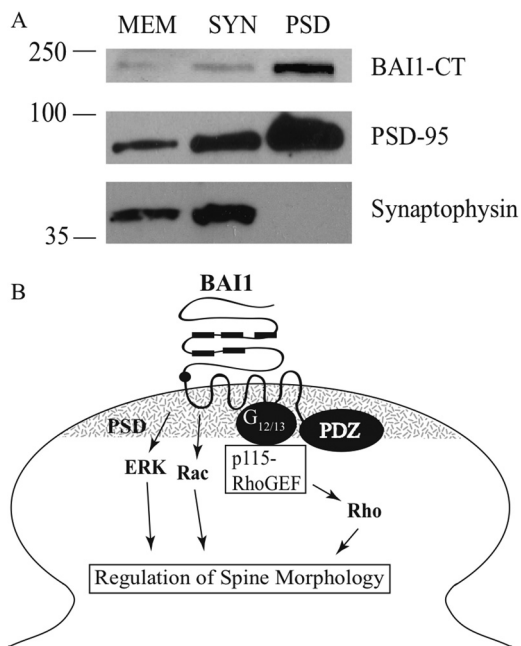 A
MEM SYN PSD
250
BAI1-CT
100
PSD-95
Synaptophysin
35
B
BAI1
PSD
G12/13
PDZ
ERK
Rac
p115-
RhoGEF
Rho
Regulation of Spine Morphology